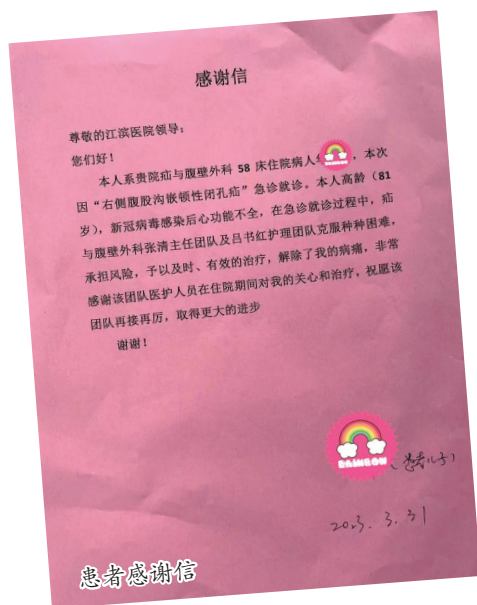 感谢信
尊敬的江滨医院领导：
您们好！
本人系贵院疝与腹壁外科 58 床住院病人，本次
因“右侧腹股沟嵌顿性闭孔疝”急诊就诊。本人高龄（81
岁），新冠病毒感染后心功能不全，在急诊就诊过程中，疝
与腹壁外科张清主任团队及吕书红护理团队克服种种困难，
承担风险，予以及时、有效的治疗，解除了我的病痛，非常
感谢该团队医护人员在住院期间对我的关心和治疗，祝愿该
团队再接再厉，取得更大的进步
谢谢！
RAINBOW
2023.3.31
患者感谢信